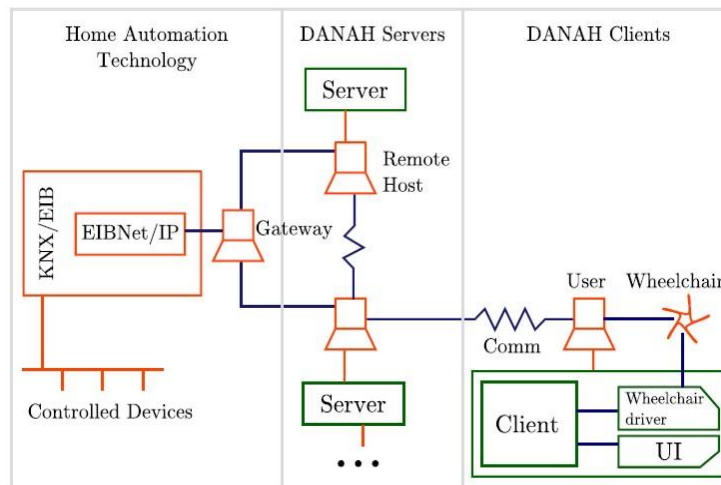 Home Automation
Technology
DANAH Servers
DANAH Clients
Server
Remote
Host
KNX/EIB
EIBNet/IP
Gateway
User
Wheelchair
Comm
Controlled Devices
Server
...
Client
Wheelchair
driver
UI